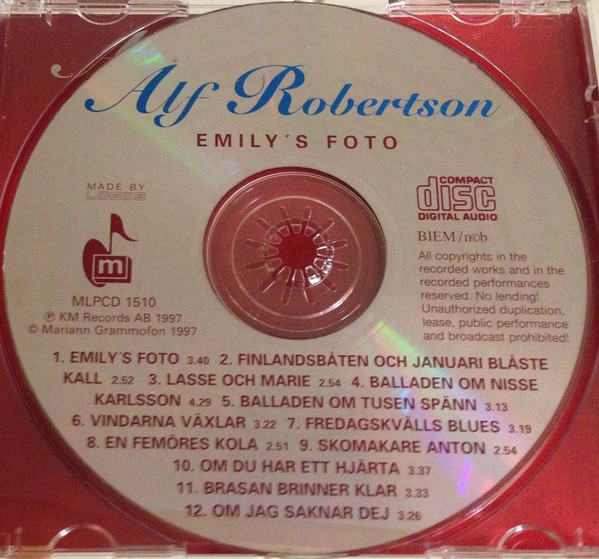 Alf Robertson
EMILY´S FOTO
MADE BY
LOGOS
m
MLPCD 1510
℗ KM Records AB 1997
© Mariann Grammofon 1997
COMPACT
disc
DIGITAL AUDIO
BIEM / n©b
All copyrights in the
recorded works and in the
recorded performances
reserved. No lending!
Unauthorized duplication,
lease, public performance
and broadcast prohibited!
1. EMILY´S FOTO 3.40 2. FINLANDSBÅTEN OCH JANUARI BLÅSTE
KALL 2.52 3. LASSE OCH MARIE 2.54 4. BALLADEN OM NISSE
KARLSSON 4.29 5. BALLADEN OM TUSEN SPÄNN 3.13
6. VINDARNA VÄXLAR 3.22 7. FREDAGSKVÄLLS BLUES 3.19
8. EN FEMÖRES KOLA 2.51 9. SKOMAKARE ANTON 2.54
10. OM DU HAR ETT HJÄRTA 3.37
11. BRASAN BRINNER KLAR 3.33
12. OM JAG SAKNAR DEJ 3.26